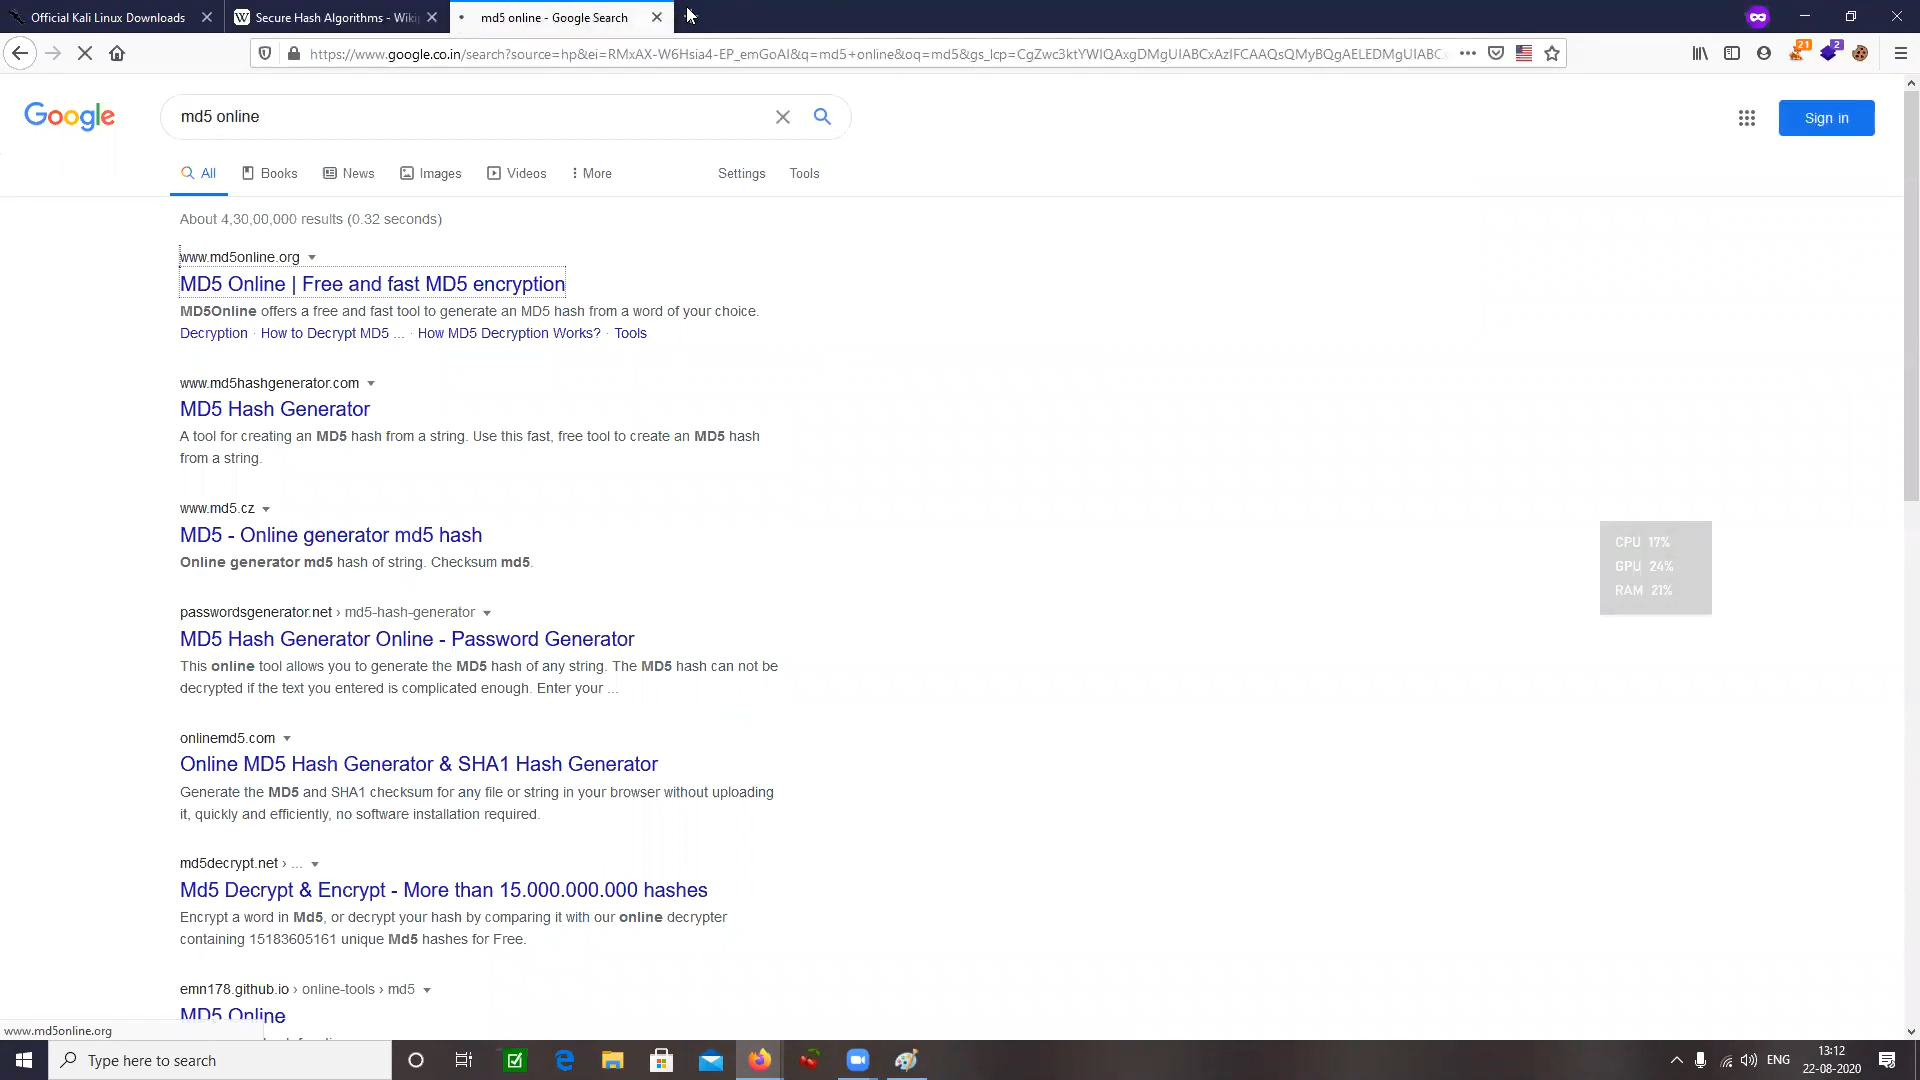 Official Kali Linux Downloads
Secure Hash Algorithms - Wiki
md5 online - Google Search
https://www.google.co.in/search?source=hp&ei=RMxAX-W6Hsia4-EP_emGoAI&q=md5+online&oq=md5&gs_lcp=CgZwc3ktYWIQAxgDMgUIABCxAzIFCAAQsQMyBQgAELEDMgUIABC
21
2
Google
md5 online
Sign in
All
Books
News
Images
Videos
More
Settings
Tools
About 4,30,00,000 results (0.32 seconds)
www.md5online.org
MD5 Online | Free and fast MD5 encryption
MD5Online offers a free and fast tool to generate an MD5 hash from a word of your choice.
Decryption · How to Decrypt MD5 ... · How MD5 Decryption Works? · Tools
www.md5hashgenerator.com
MD5 Hash Generator
A tool for creating an MD5 hash from a string. Use this fast, free tool to create an MD5 hash
from a string.
www.md5.cz
MD5 - Online generator md5 hash
Online generator md5 hash of string. Checksum md5.
passwordsgenerator.net › md5-hash-generator
MD5 Hash Generator Online - Password Generator
This online tool allows you to generate the MD5 hash of any string. The MD5 hash can not be
decrypted if the text you entered is complicated enough. Enter your ...
onlinemd5.com
Online MD5 Hash Generator & SHA1 Hash Generator
Generate the MD5 and SHA1 checksum for any file or string in your browser without uploading
it, quickly and efficiently, no software installation required.
md5decrypt.net › ...
Md5 Decrypt & Encrypt - More than 15.000.000.000 hashes
Encrypt a word in Md5, or decrypt your hash by comparing it with our online decrypter
containing 15183605161 unique Md5 hashes for Free.
emn178.github.io › online-tools › md5
MD5 Online
CPU 17%
GPU 24%
RAM 21%
www.md5online.org
Type here to search
ENG
13:12
22-08-2020